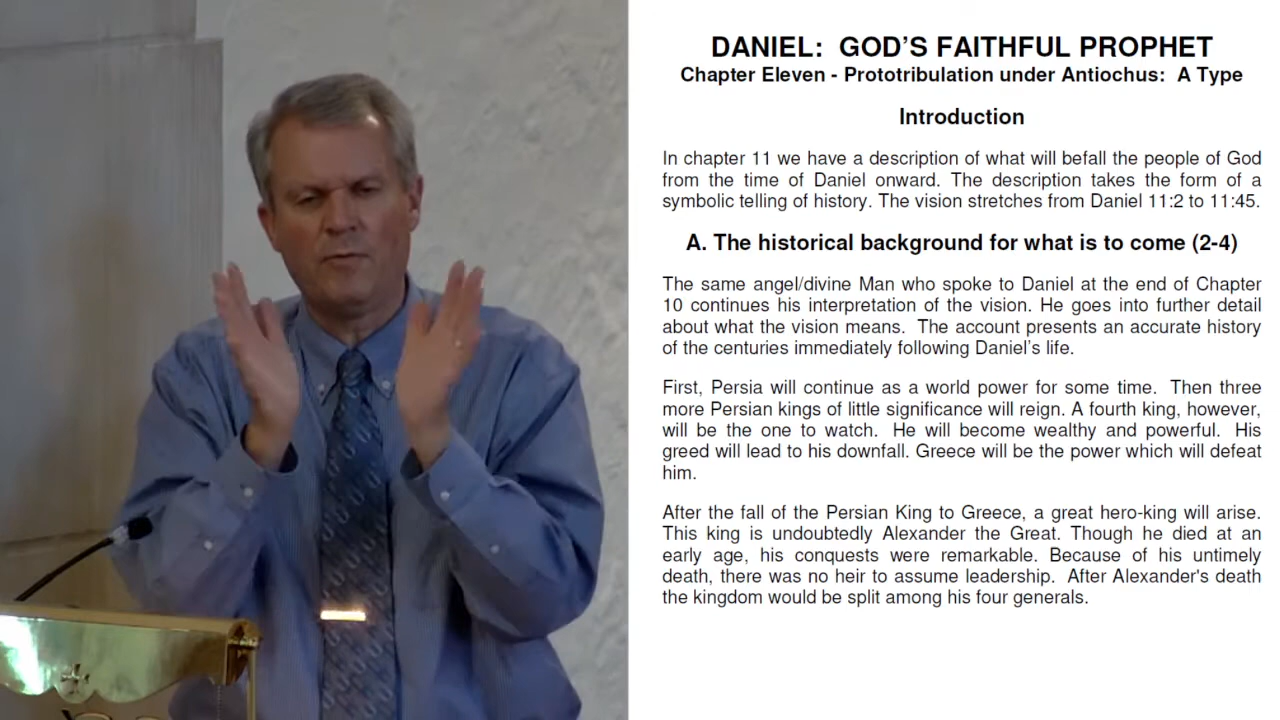 DANIEL: GOD'S FAITHFUL PROPHET
Chapter Eleven - Prototribulation under Antiochus: A Type
Introduction
In chapter 11 we have a description of what will befall the people of God
from the time of Daniel onward. The description takes the form of a
symbolic telling of history. The vision stretches from Daniel 11:2 to 11:45.
A. The historical background for what is to come (2-4)
The same angel/divine Man who spoke to Daniel at the end of Chapter
10 continues his interpretation of the vision. He goes into further detail
about what the vision means. The account presents an accurate history
of the centuries immediately following Daniel's life.
First, Persia will continue as a world power for some time. Then three
more Persian kings of little significance will reign. A fourth king, however,
will be the one to watch. He will become wealthy and powerful. His
greed will lead to his downfall. Greece will be the power which will defeat
him.
After the fall of the Persian King to Greece, a great hero-king will arise.
This king is undoubtedly Alexander the Great. Though he died at an
early age, his conquests were remarkable. Because of his untimely
death, there was no heir to assume leadership. After Alexander's death
the kingdom would be split among his four generals.